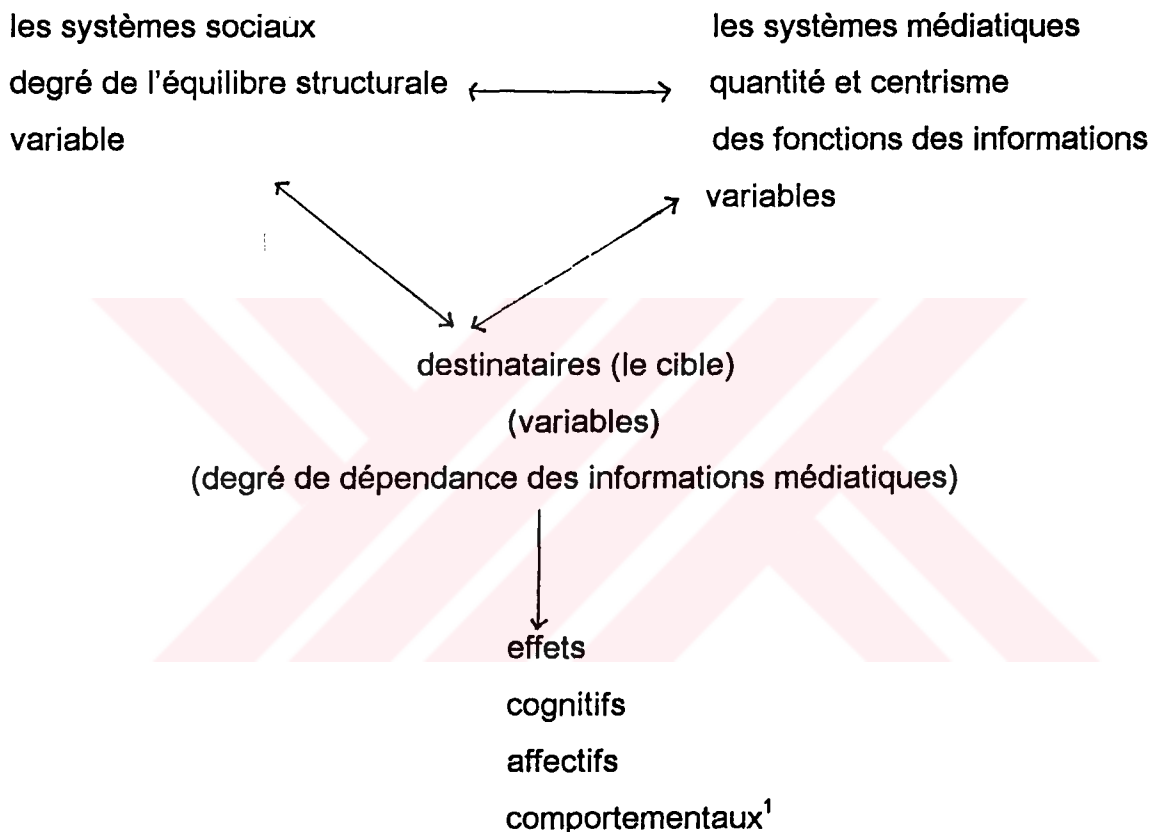 les systèmes sociaux
degré de l'équilibre structurale
variable
les systèmes médiatiques
quantité et centrisme
des fonctions des informations
variables
destinataires (le cible)
(variables)
(degré de dépendance des informations médiatiques)
effets
cognitifs
affectifs
comportementaux¹